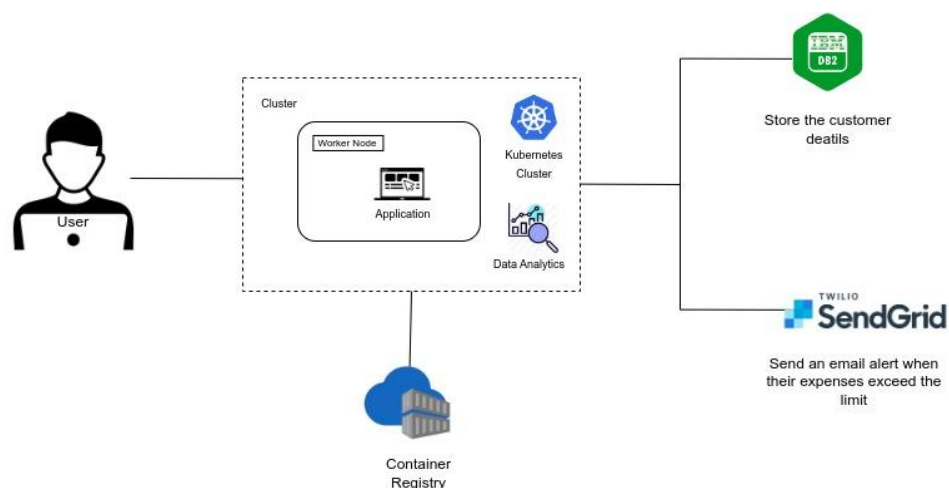 IBM
DB2
Store the customer
deatils
Cluster
Worker Node
Application
Kubernetes
Cluster
Data Analytics
User
TWILIO
SendGrid
Send an email alert when
their expenses exceed the
limit
Container
Registry